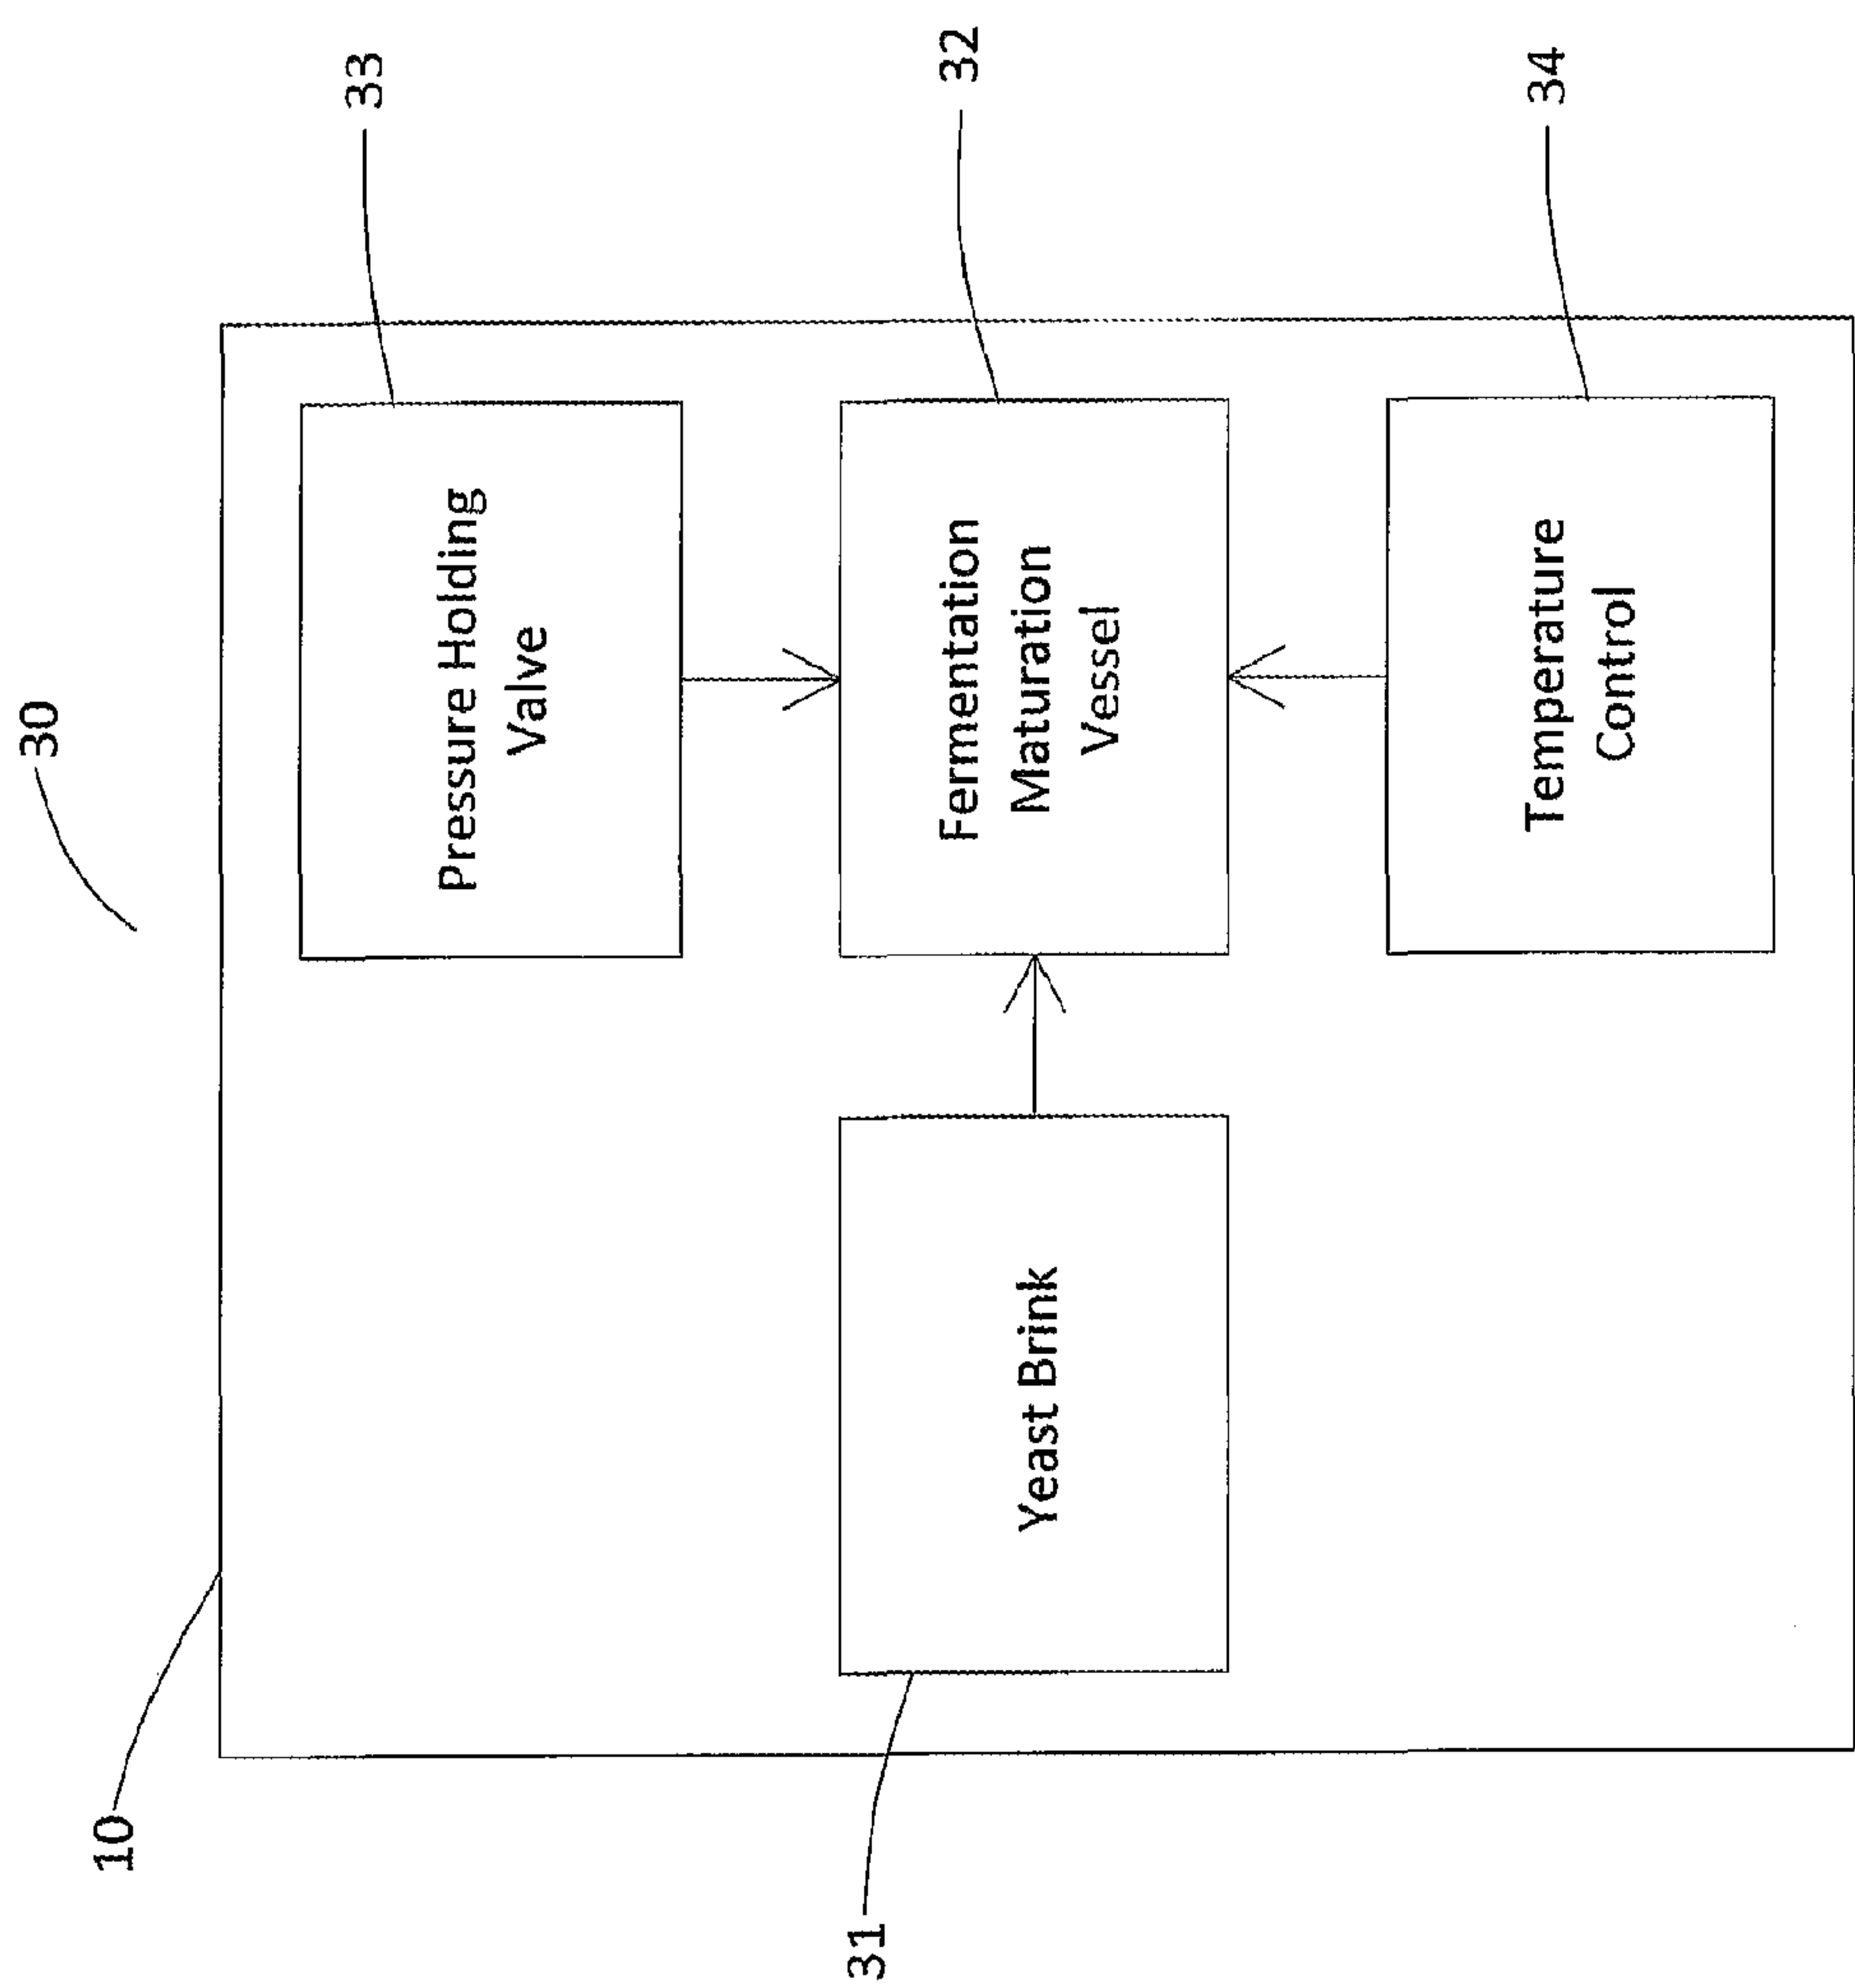 30
10
33
Pressure Holding
Valve
31
Yeast Brink
Fermentation
Maturation
Vessel
32
Temperature
Control
34